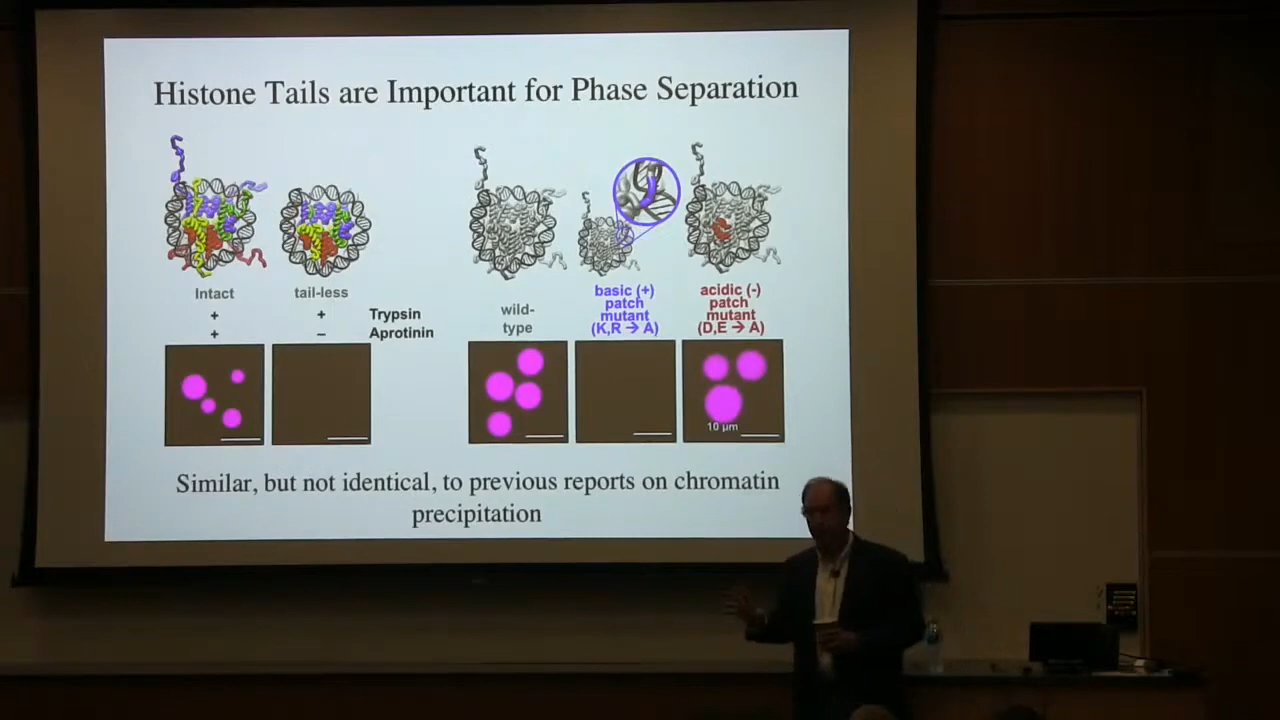 Histone Tails are Important for Phase Separation
Intact
tail-less
+
+
Trypsin
+
–
Aprotinin
wild-
type
basic (+)
patch
mutant
(K,R → A)
acidic (-)
patch
mutant
(D,E → A)
10 µm
Similar, but not identical, to previous reports on chromatin
precipitation